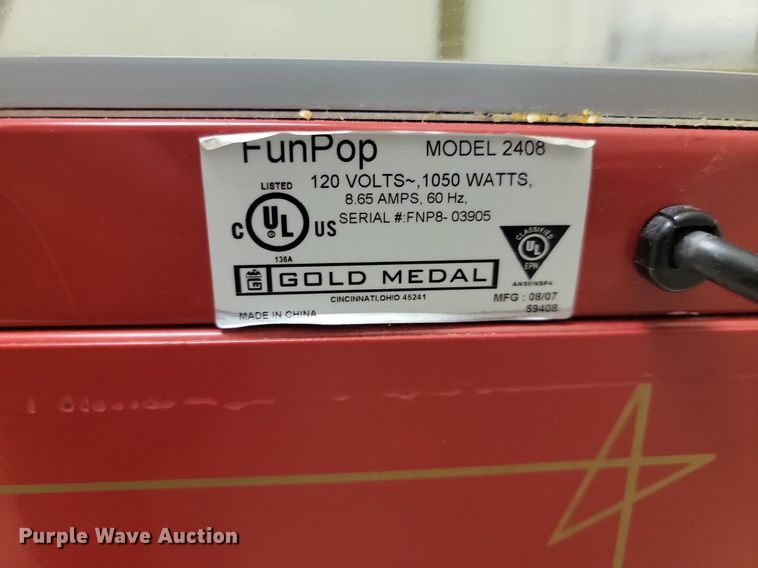 FunPop MODEL 2408
120 VOLTS~,1050 WATTS,
8.65 AMPS, 60 Hz,
SERIAL #:FNP8- 03905
LISTED
C UL US
136A
CLASSIFIED
UL
EPH
ANSI/NSF4
GOLD MEDAL
CINCINNATI,OHIO 45241
MFG : 08/07
59408
MADE IN CHINA
Purple Wave Auction